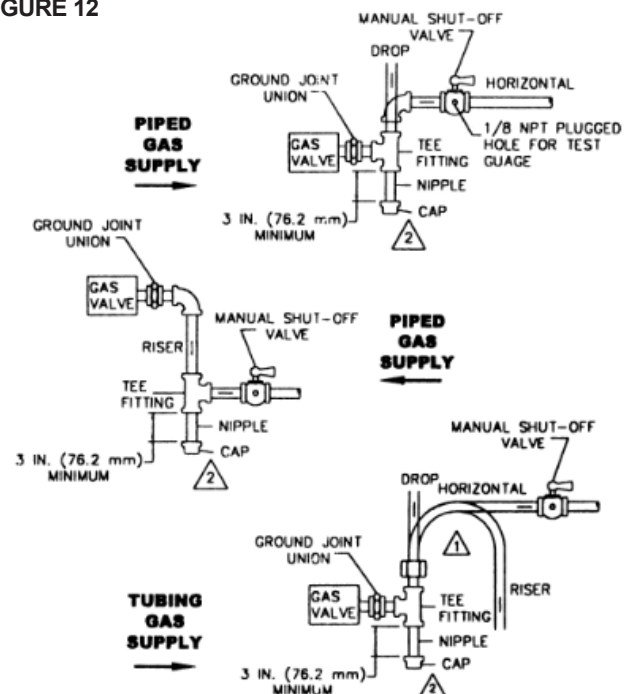 GURE 12
MANUAL SHUT-OFF
VALVE
DROP
HORIZONTAL
GROUND JOINT
UNION
PIPED
GAS
SUPPLY
GAS
VALVE
1/8 NPT PLUGGED
HOLE FOR TEST
GUAGE
TEE
FITTING
NIPPLE
3 IN. (76.2 mm)
MINIMUM
CAP
2
GROUND JOINT
UNION
GAS
VALVE
MANUAL SHUT-OFF
VALVE
PIPED
GAS
SUPPLY
RISER
TEE
FITTING
NIPPLE
CAP
3 IN. (76.2 mm)
MINIMUM
2
MANUAL SHUT-OFF
VALVE
DROP
HORIZONTAL
1
GROUND JOINT
UNION
RISER
TUBING
GAS
SUPPLY
GAS
VALVE
TEE
FITTING
NIPPLE
CAP
3 IN. (76.2 mm)
MINIMUM
2